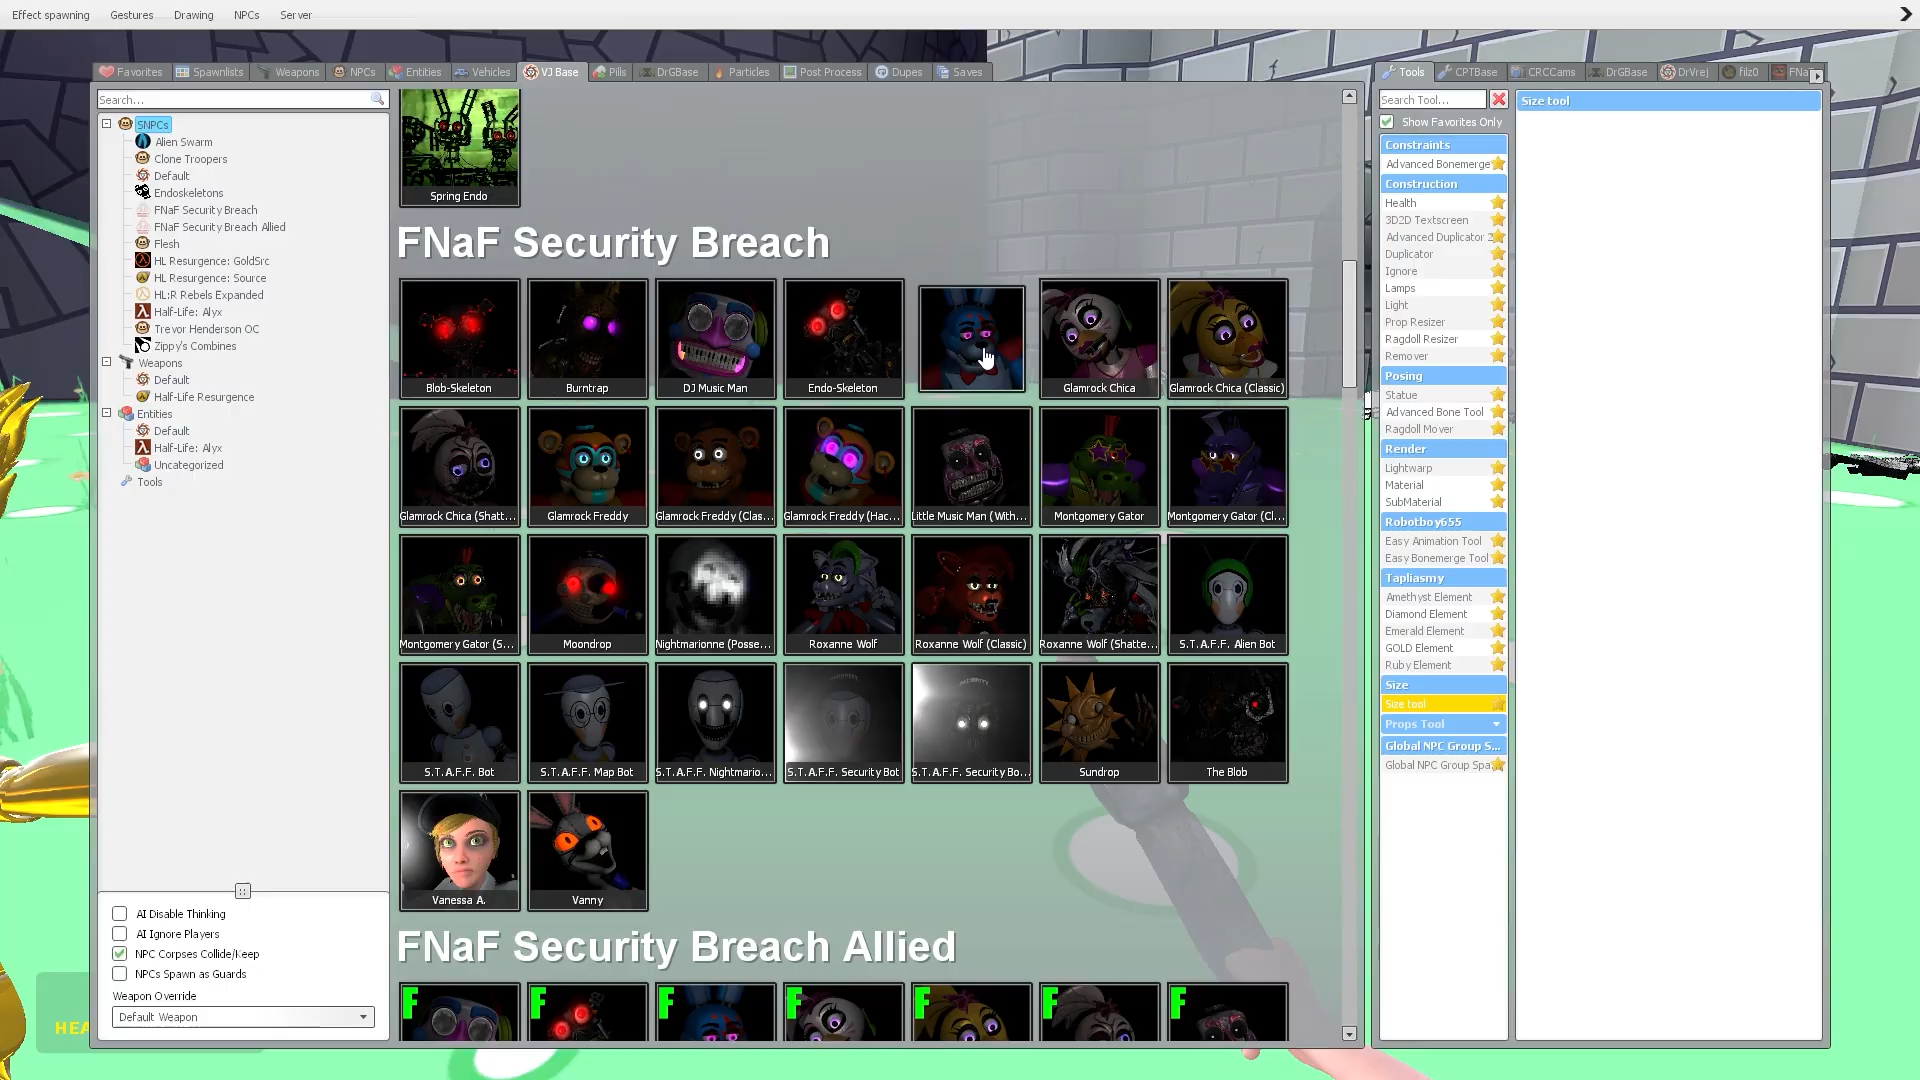 Effect spawning Gestures Drawing NPCs Server
Favorites Spawnlists Weapons NPCs Entities Vehicles VJ Base Pills DrGBase Particles Post Process Dupes Saves
Search...
SNPCs
Alien Swarm
Clone Troopers
Default
Endoskeletons
FNaF Security Breach
FNaF Security Breach Allied
Flesh
HL Resurgence: GoldSrc
HL Resurgence: Source
HL:R Rebels Expanded
Half-Life: Alyx
Trevor Henderson OC
Zippy's Combines
Weapons
Default
Half-Life Resurgence
Entities
Default
Half-Life: Alyx
Uncategorized
Tools
AI Disable Thinking
AI Ignore Players
NPC Corpses Collide/Keep
NPCs Spawn as Guards
Weapon Override
Default Weapon
HEA
Spring Endo
FNaF Security Breach
Blob-Skeleton Burntrap DJ Music Man Endo-Skeleton Glamrock Chica Glamrock Chica (Classic)
Glamrock Chica (Shatt... Glamrock Freddy Glamrock Freddy (Clas... Glamrock Freddy (Hac... Little Music Man (With... Montgomery Gator Montgomery Gator (Cl...
Montgomery Gator (S... Moondrop Nightmarionne (Posse... Roxanne Wolf Roxanne Wolf (Classic) Roxanne Wolf (Shatte... S.T.A.F.F. Alien Bot
S.T.A.F.F. Bot S.T.A.F.F. Map Bot S.T.A.F.F. Nightmario... S.T.A.F.F. Security Bot S.T.A.F.F. Security Bo... Sundrop The Blob
Vanessa A. Vanny
FNaF Security Breach Allied
F F F F F F F
Tools CPTBase CRCCams DrGBase DrVrej filz0 FNa
Search Tool...
Show Favorites Only
Constraints
Advanced Bonemerge
Construction
Health
3D2D Textscreen
Advanced Duplicator 2
Duplicator
Ignore
Lamps
Light
Prop Resizer
Ragdoll Resizer
Remover
Posing
Statue
Advanced Bone Tool
Ragdoll Mover
Render
Lightwarp
Material
SubMaterial
Robotboy655
Easy Animation Tool
Easy Bonemerge Tool
Tapliasmy
Amethyst Element
Diamond Element
Emerald Element
GOLD Element
Ruby Element
Size
Size tool
Props Tool
Global NPC Group S...
Global NPC Group Spa
Size tool